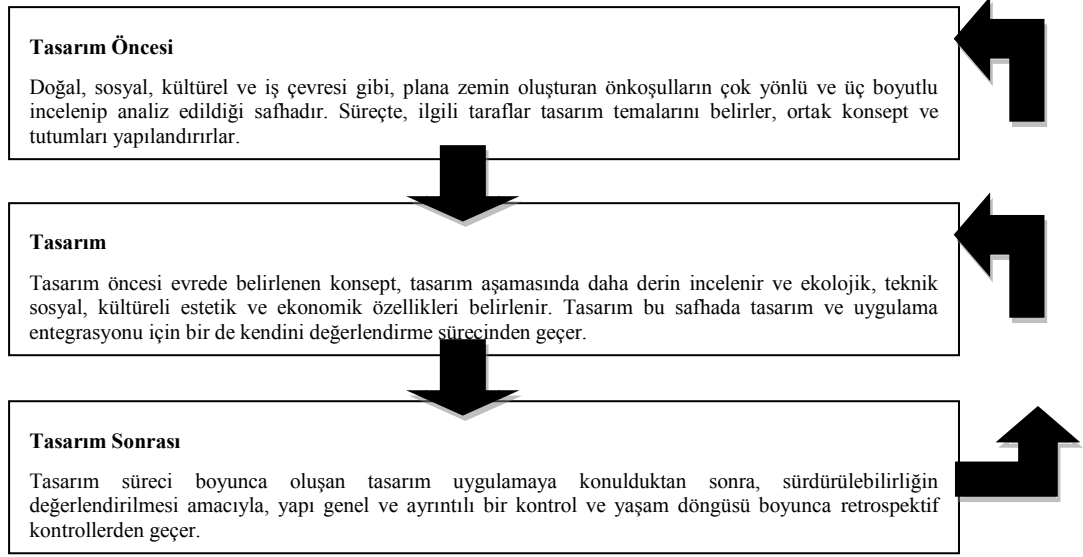 Tasarım Öncesi
Doğal, sosyal, kültürel ve iş çevresi gibi, plana zemin oluşturan önkoşulların çok yönlü ve üç boyutlu
incelenip analiz edildiği safhadır. Süreçte, ilgili taraflar tasarım temalarını belirler, ortak konsept ve
tutumları yapılandırırlar.
Tasarım
Tasarım öncesi evrede belirlenen konsept, tasarım aşamasında daha derin incelenir ve ekolojik, teknik
sosyal, kültüreli estetik ve ekonomik özellikleri belirlenir. Tasarım bu safhada tasarım ve uygulama
entegrasyonu için bir de kendini değerlendirme sürecinden geçer.
Tasarım Sonrası
Tasarım süreci boyunca oluşan tasarım uygulamaya konulduktan sonra, sürdürülebilirliğin
değerlendirilmesi amacıyla, yapı genel ve ayrıntılı bir kontrol ve yaşam döngüsü boyunca retrospektif
kontrollerden geçer.